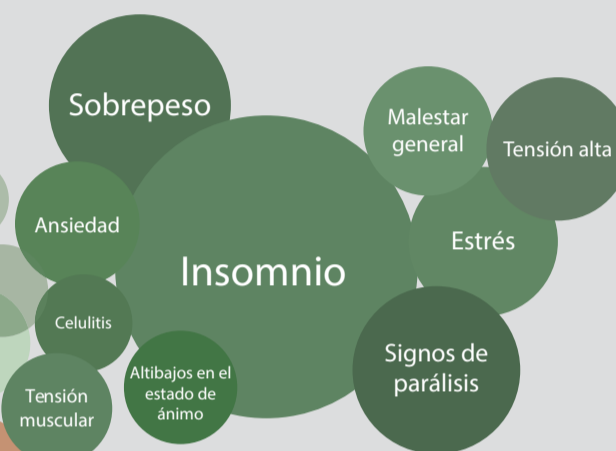 Sobrepeso
Malestar
general
Tensión alta
Ansiedad
Estrés
Insomnio
Celulitis
Signos de
parálisis
Altibajos en el
estado de
ánimo
Tensión
muscular